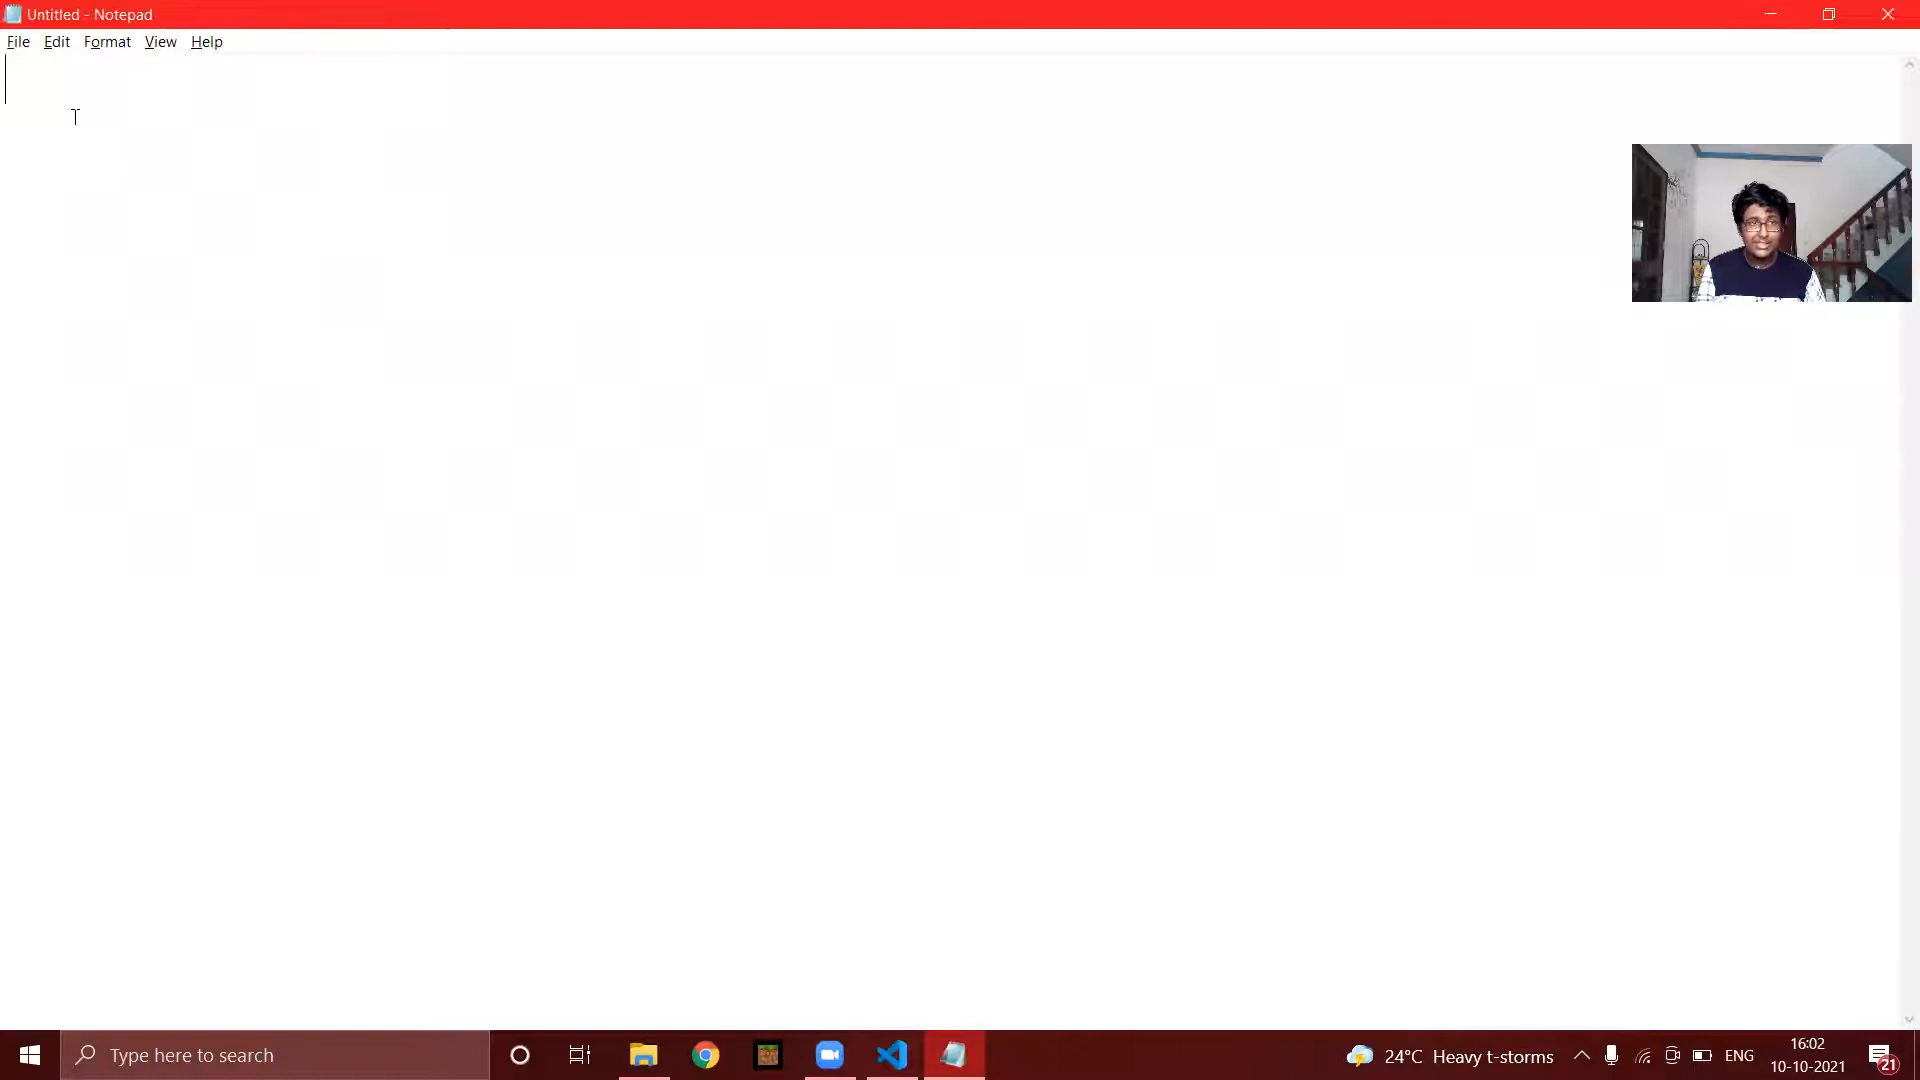 Untitled - Notepad
File Edit Format View Help
Type here to search
24°C Heavy t-storms
ENG
16:02
10-10-2021
21